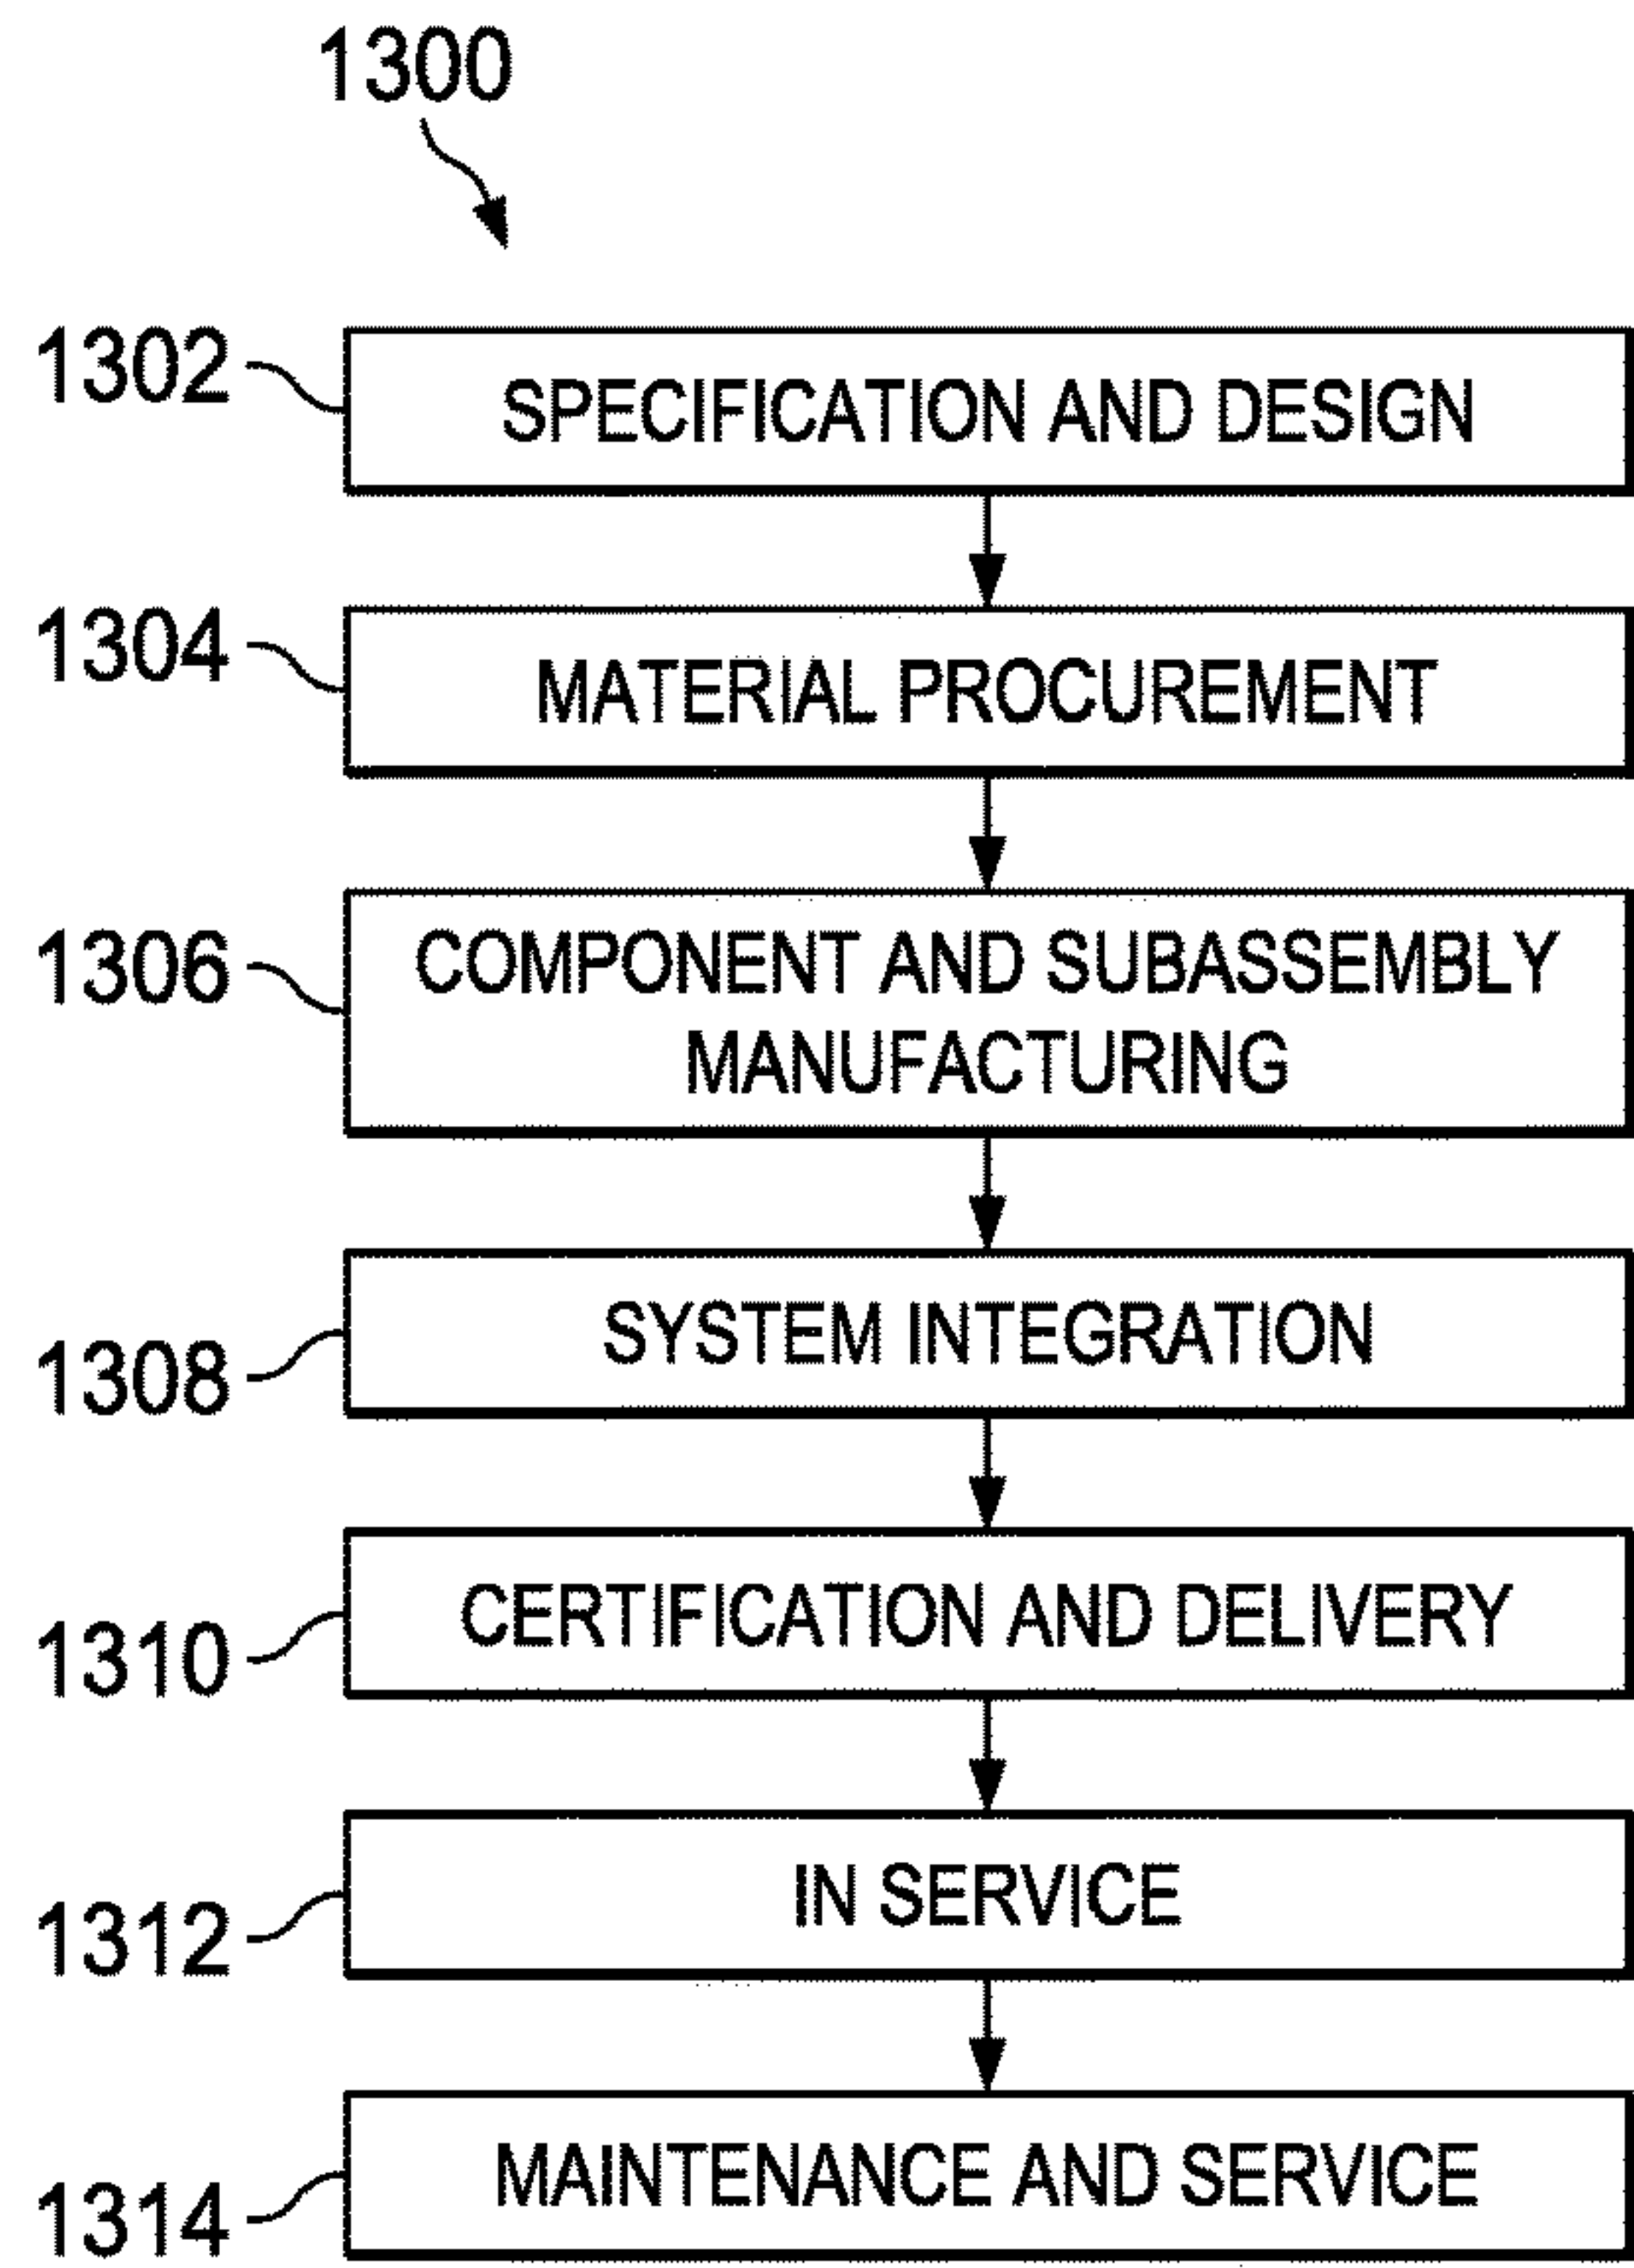 1300
1302 SPECIFICATION AND DESIGN
1304 MATERIAL PROCUREMENT
1306 COMPONENT AND SUBASSEMBLY
MANUFACTURING
1308 SYSTEM INTEGRATION
1310 CERTIFICATION AND DELIVERY
1312 IN SERVICE
1314 MAINTENANCE AND SERVICE